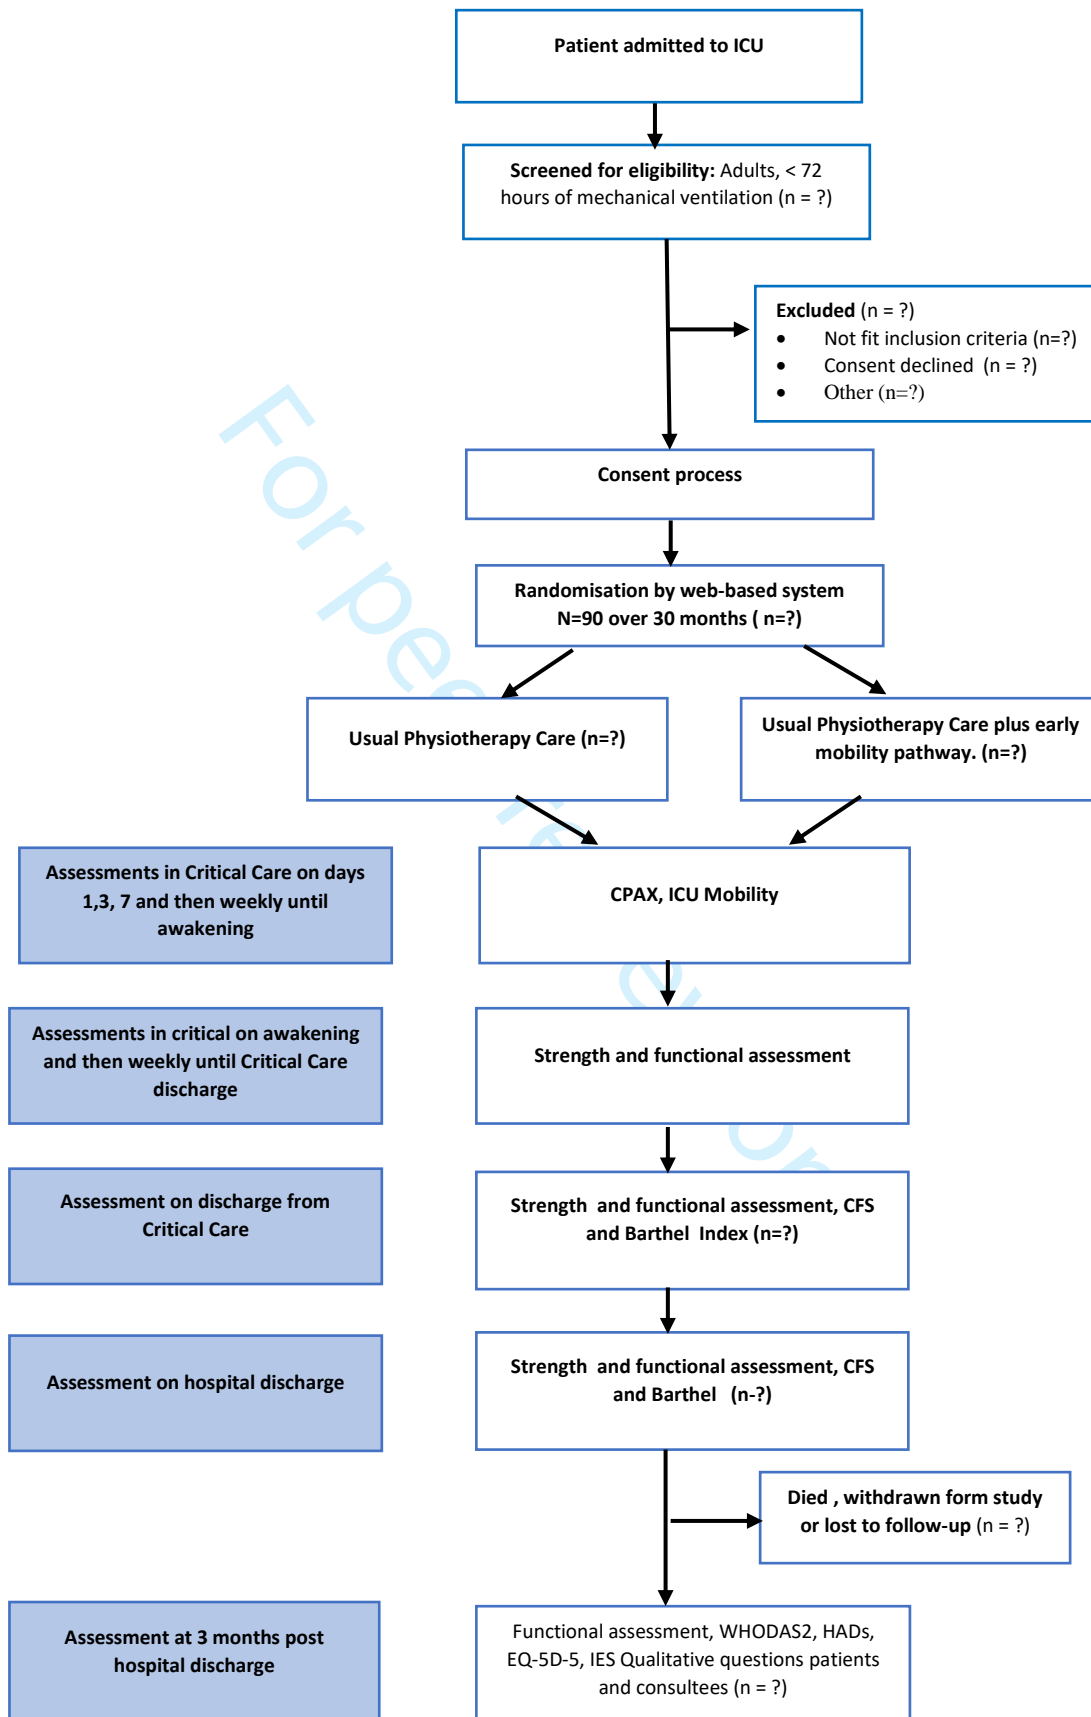 Patient admitted to ICU
Screened for eligibility: Adults, < 72
hours of mechanical ventilation (n = ?)
Excluded (n = ?)
• Not fit inclusion criteria (n=?)
• Consent declined (n = ?)
• Other (n=?)
Consent process
Randomisation by web-based system
N=90 over 30 months ( n=?)
Usual Physiotherapy Care (n=?)
Usual Physiotherapy Care plus early
mobility pathway. (n=?)
Assessments in Critical Care on days
1,3, 7 and then weekly until
awakening
CPAX, ICU Mobility
Assessments in critical on awakening
and then weekly until Critical Care
discharge
Strength and functional assessment
Assessment on discharge from
Critical Care
Strength and functional assessment, CFS
and Barthel Index (n=?)
Assessment on hospital discharge
Strength and functional assessment, CFS
and Barthel (n-?)
Died , withdrawn form study
or lost to follow-up (n = ?)
Assessment at 3 months post
hospital discharge
Functional assessment, WHODAS2, HADs,
EQ-5D-5, IES Qualitative questions patients
and consultees (n = ?)
For peer